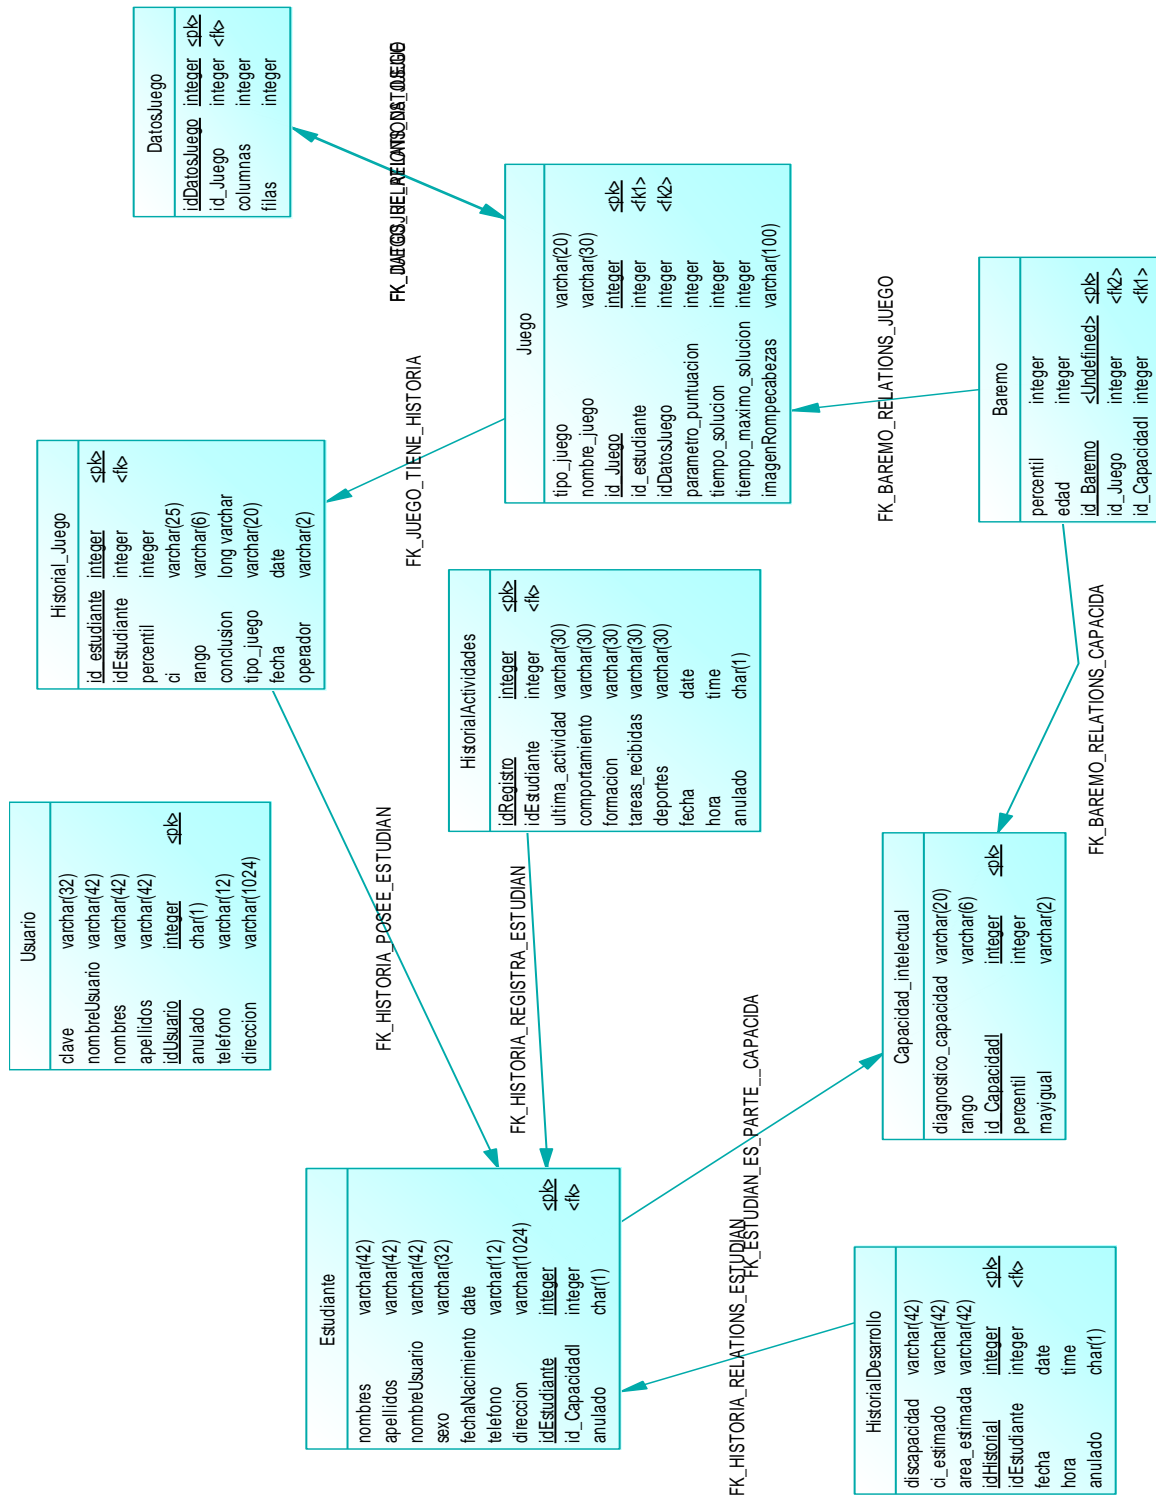 Usuario
clave varchar(32)
nombreUsuario varchar(42)
nombres varchar(42)
apellidos varchar(42)
idUsuario integer <pk>
anulado char(1)
telefono varchar(12)
direccion varchar(1024)
Historial_Juego
id_estudiante integer <pk>
idEstudiante integer <fk>
percentil integer
ci varchar(25)
rango varchar(6)
conclusion long varchar
tipo_juego varchar(20)
fecha date
operador varchar(2)
DatosJuego
idDatosJuego integer <pk>
id_Juego integer <fk>
columnas integer
filas integer
FK_HISTORIA_POSEE_ESTUDIAN
FK_JUEGO_TIENE_HISTORIA
Estudiante
nombres varchar(42)
apellidos varchar(42)
nombreUsuario varchar(42)
sexo varchar(32)
fechaNacimiento date
telefono varchar(12)
direccion varchar(1024)
idEstudiante integer <pk>
id_CapacidadI integer <fk>
anulado char(1)
FK_HISTORIA_REGISTRA_ESTUDIAN
HistorialActividades
idRegistro integer <pk>
idEstudiante integer <fk>
ultima_actividad varchar(30)
comportamiento varchar(30)
formacion varchar(30)
tareas_recibidas varchar(30)
deportes varchar(30)
fecha date
hora time
anulado char(1)
Juego
tipo_juego varchar(20)
nombre_juego varchar(30)
id_Juego integer <pk>
id_estudiante integer <fk1>
idDatosJuego integer <fk2>
parametro_puntuacion integer
tiempo_solucion integer
tiempo_maximo_solucion integer
imagenRompecabezas varchar(100)
FK_HISTORIA_RELATIONS_ESTUDIAN
FK_ESTUDIAN_ES_PARTE__CAPACIDA
FK_BAREMO_RELATIONS_JUEGO
HistorialDesarrollo
discapacidad varchar(42)
ci_estimado varchar(42)
area_estimada varchar(42)
idHistorial integer <pk>
idEstudiante integer <fk>
fecha date
hora time
anulado char(1)
Capacidad_intelectual
diagnostico_capacidad varchar(20)
rango varchar(6)
id_CapacidadI integer <pk>
percentil integer
mayigual varchar(2)
FK_BAREMO_RELATIONS_CAPACIDA
Baremo
percentil integer
edad integer
id_Baremo <Undefined> <pk>
id_Juego integer <fk2>
id_CapacidadI integer <fk1>